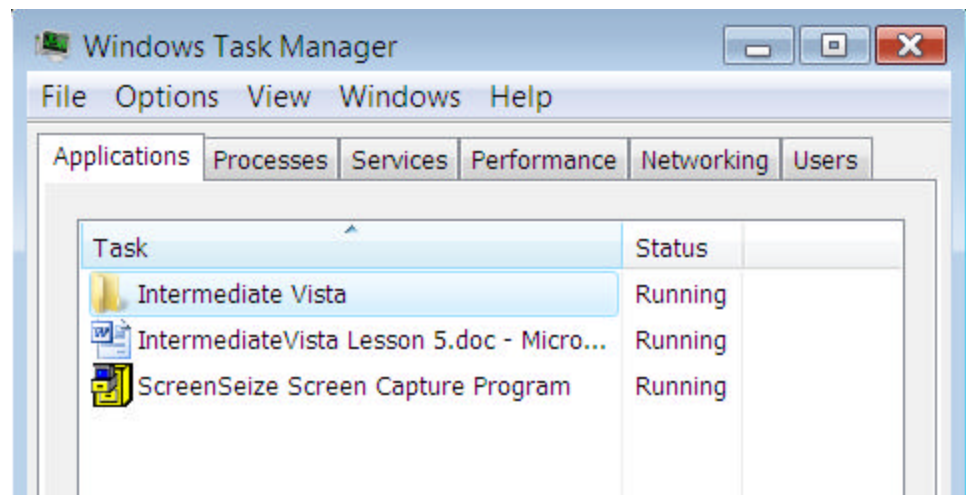 Windows Task Manager
File Options View Windows Help
Applications Processes Services Performance Networking Users
Task Status
Intermediate Vista Running
IntermediateVista Lesson 5.doc - Micro... Running
ScreenSeize Screen Capture Program Running